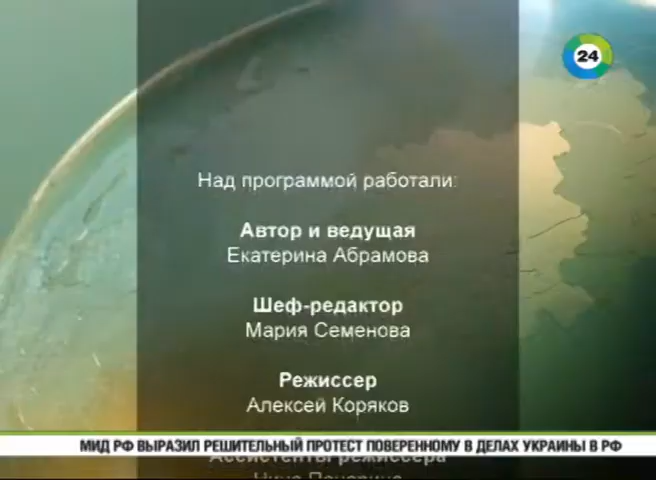 24
Над программой работали:
Автор и ведущая
Екатерина Абрамова
Шеф-редактор
Мария Семенова
Режиссер
Алексей Коряков
МИД РФ ВЫРАЗИЛ РЕШИТЕЛЬНЫЙ ПРОТЕСТ ПОВЕРЕННОМУ В ДЕЛАХ УКРАИНЫ В РФ
Ассистенты режиссера